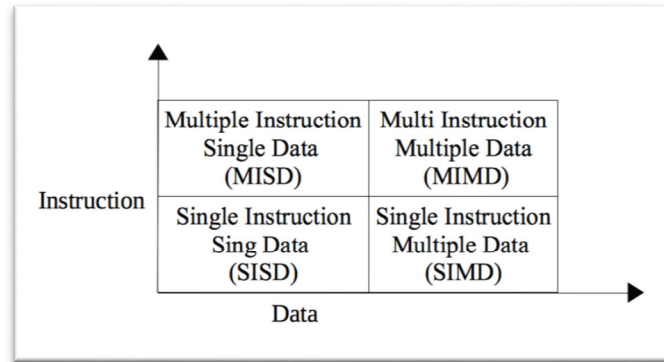 Multiple Instruction
Single Data
(MISD)
Multi Instruction
Multiple Data
(MIMD)
Instruction
Single Instruction
Sing Data
(SISD)
Single Instruction
Multiple Data
(SIMD)
Data